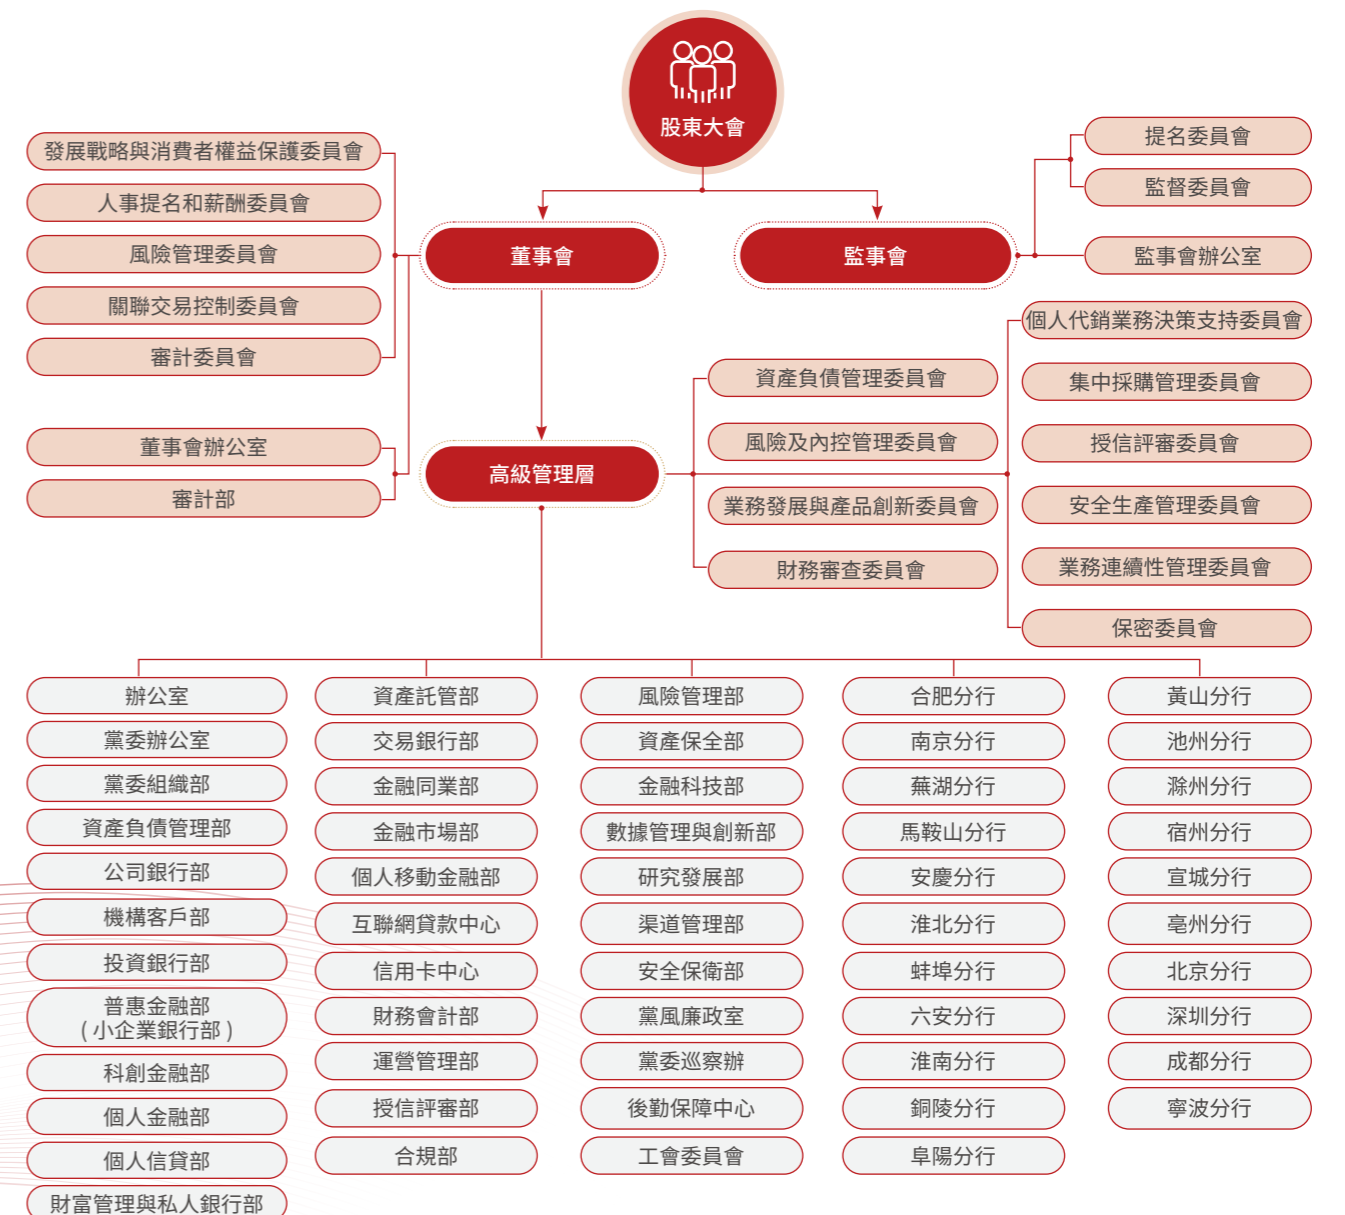 股東大會
發展戰略與消費者權益保護委員會
人事提名和薪酬委員會
風險管理委員會
關聯交易控制委員會
審計委員會
董事會辦公室
審計部
董事會
監事會
提名委員會
監督委員會
監事會辦公室
高級管理層
資產負債管理委員會
風險及內控管理委員會
業務發展與產品創新委員會
財務審查委員會
個人代銷業務決策支持委員會
集中採購管理委員會
授信評審委員會
安全生產管理委員會
業務連續性管理委員會
保密委員會
辦公室
黨委辦公室
黨委組織部
資產負債管理部
公司銀行部
機構客戶部
投資銀行部
普惠金融部
(小企業銀行部)
科創金融部
個人金融部
個人信貸部
財富管理與私人銀行部
資產託管部
交易銀行部
金融同業部
金融市場部
個人移動金融部
互聯網貸款中心
信用卡中心
財務會計部
運營管理部
授信評審部
合規部
風險管理部
資產保全部
金融科技部
數據管理與創新部
研究發展部
渠道管理部
安全保衛部
黨風廉政室
黨委巡察辦
後勤保障中心
工會委員會
合肥分行
南京分行
蕪湖分行
馬鞍山分行
安慶分行
淮北分行
蚌埠分行
六安分行
淮南分行
銅陵分行
阜陽分行
黃山分行
池州分行
滁州分行
宿州分行
宣城分行
亳州分行
北京分行
深圳分行
成都分行
寧波分行